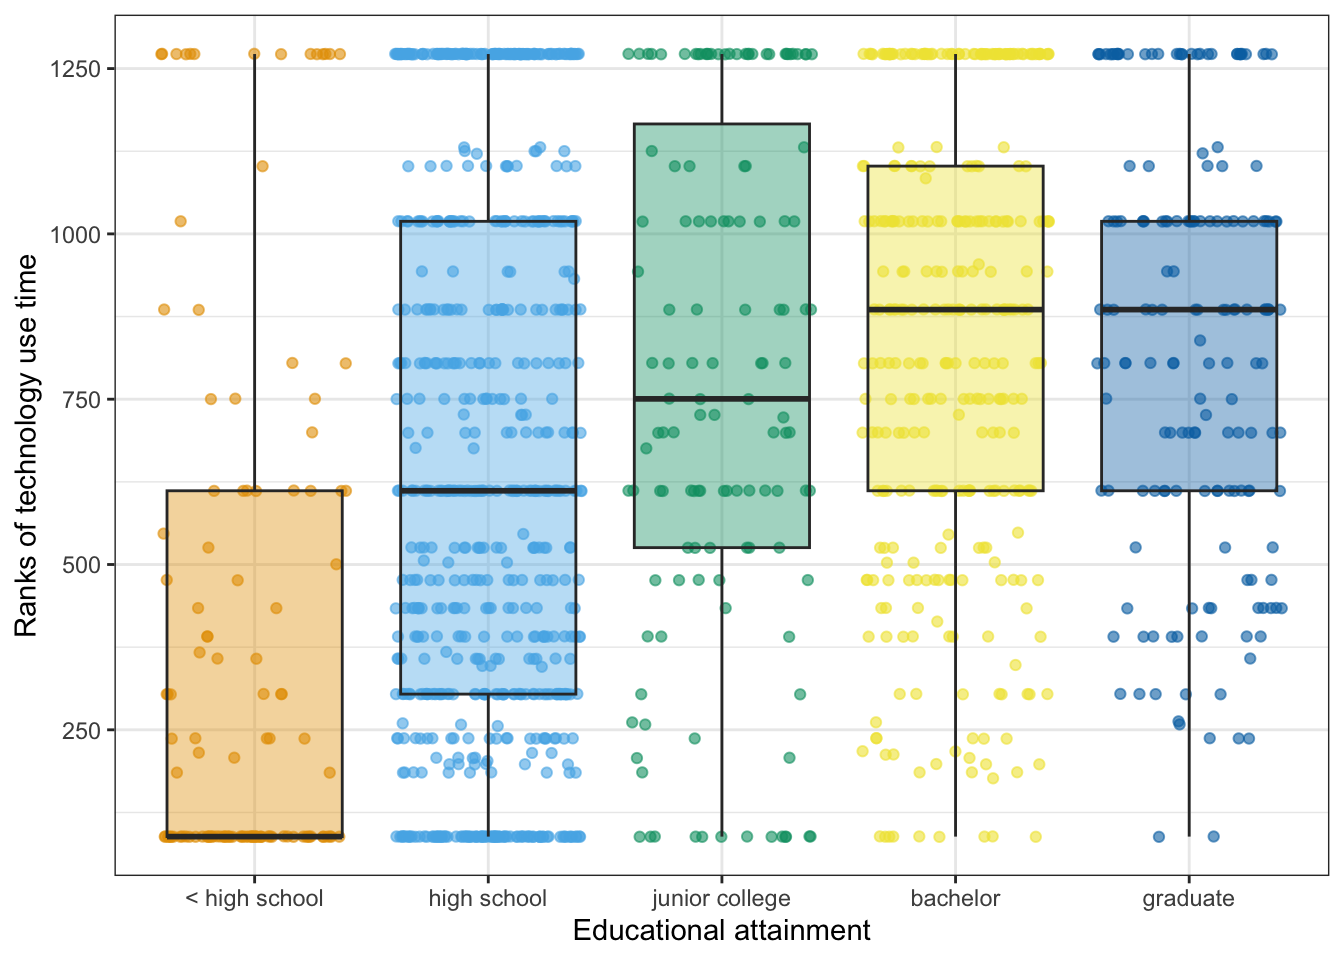 Ranks of technology use time
1250
1000
750
500
250
< high school
high school
junior college
bachelor
graduate
Educational attainment